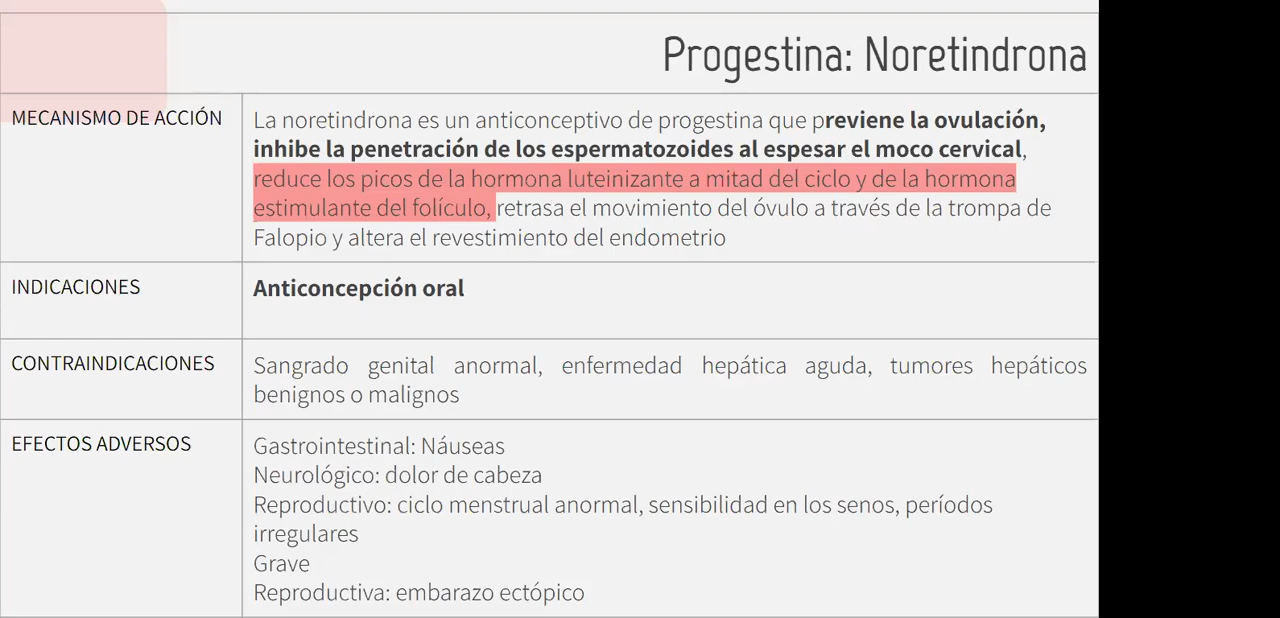 Progestina: Noretindrona
MECANISMO DE ACCIÓN
La noretindrona es un anticonceptivo de progestina que previene la ovulación,
inhibe la penetración de los espermatozoides al espesar el moco cervical,
reduce los picos de la hormona luteinizante a mitad del ciclo y de la hormona
estimulante del folículo, retrasa el movimiento del óvulo a través de la trompa de
Falopio y altera el revestimiento del endometrio
INDICACIONES
Anticoncepción oral
CONTRAINDICACIONES
Sangrado genital anormal, enfermedad hepática aguda, tumores hepáticos
benignos o malignos
EFECTOS ADVERSOS
Gastrointestinal: Náuseas
Neurológico: dolor de cabeza
Reproductivo: ciclo menstrual anormal, sensibilidad en los senos, períodos
irregulares
Grave
Reproductiva: embarazo ectópico